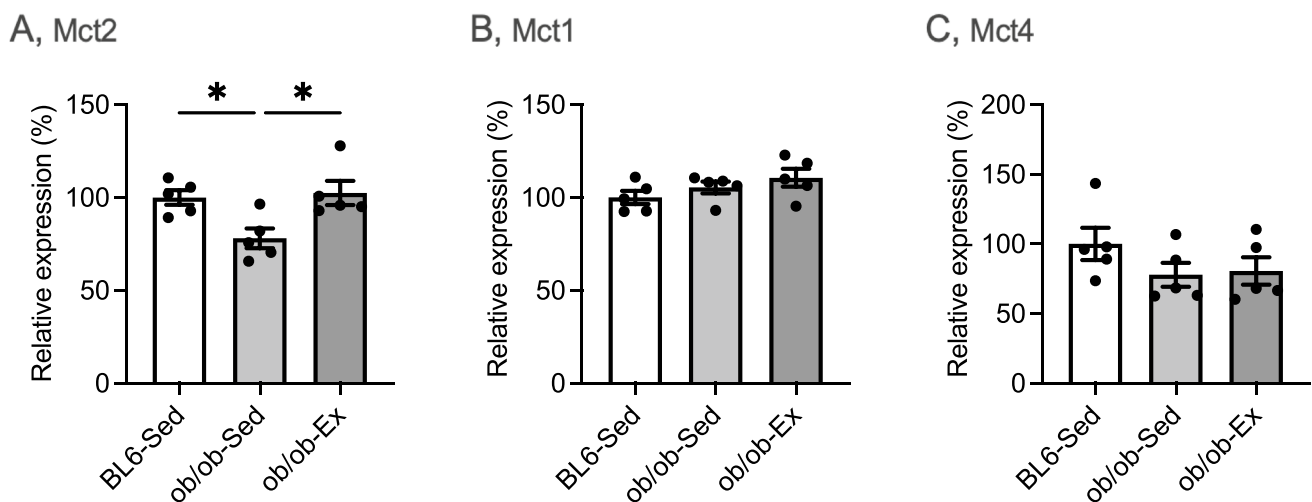 A, Mct2
B, Mct1
C, Mct4
Relative expression (%)
150
100
50
0
* *
BL6-Sed
ob/ob-Sed
ob/ob-Ex
Relative expression (%)
150
100
50
0
BL6-Sed
ob/ob-Sed
ob/ob-Ex
Relative expression (%)
200
150
100
50
0
BL6-Sed
ob/ob-Sed
ob/ob-Ex